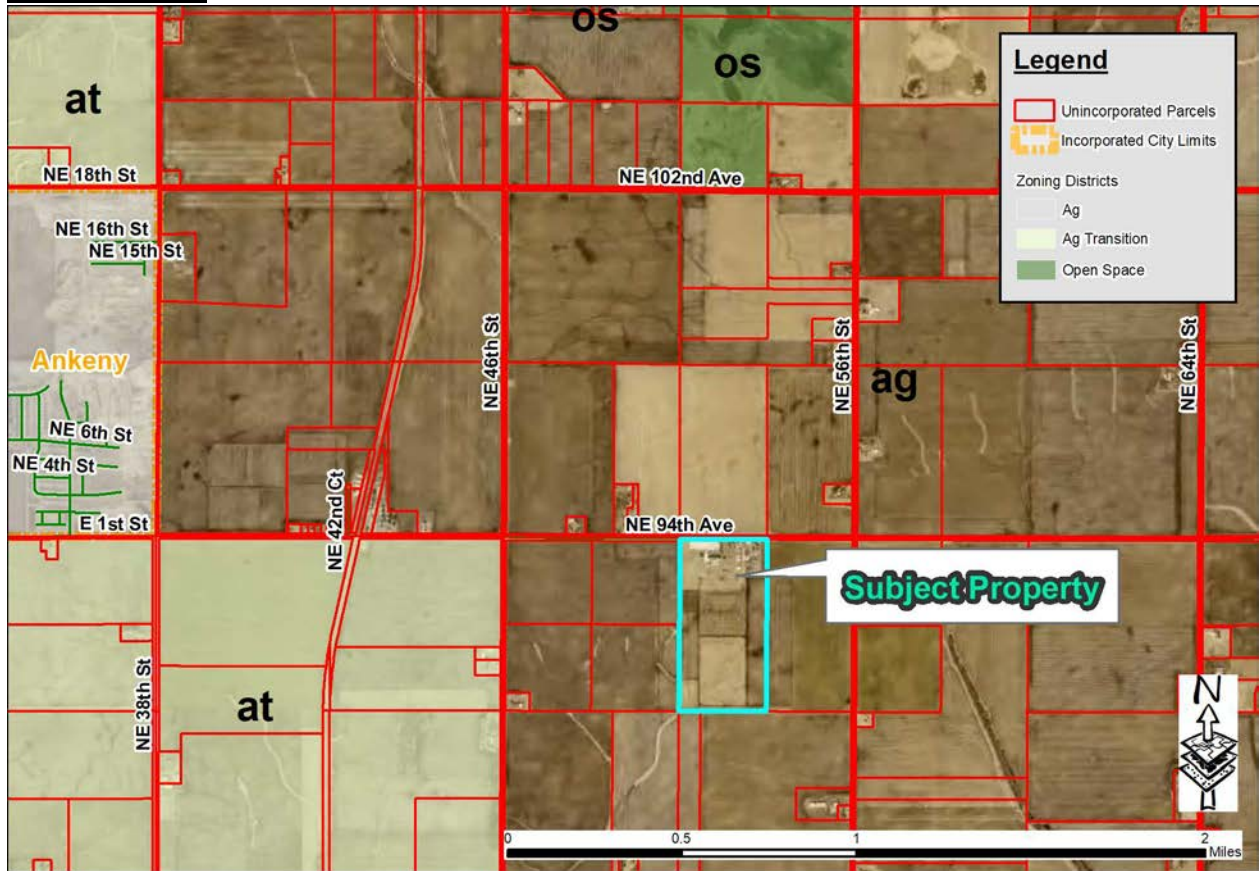 os
os
at
Legend
Unincorporated Parcels
Incorporated City Limits
Zoning Districts
Ag
Ag Transition
Open Space
NE 18th St
NE 102nd Ave
NE 16th St
NE 15th St
Ankeny
NE 46th St
NE 56th St
NE 64th St
ag
NE 6th St
NE 4th St
E 1st St
NE 42nd Ct
NE 94th Ave
Subject Property
NE 38th St
at
N
0 0.5 1 2
Miles